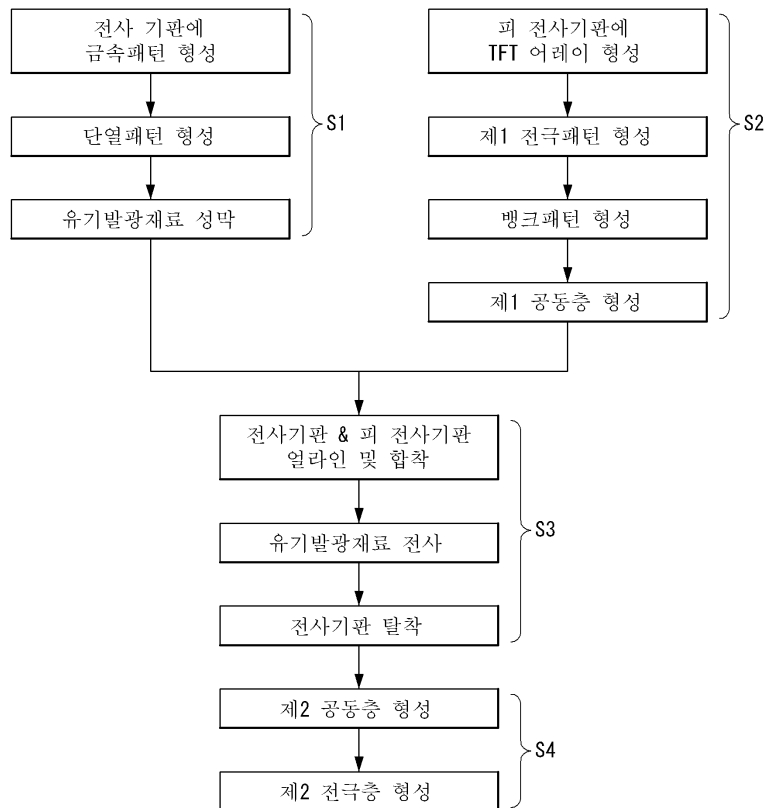 전사 기판에
금속패턴 형성
단열패턴 형성
유기발광재료 성막
S1
피 전사기판에
TFT 어레이 형성
제1 전극패턴 형성
뱅크패턴 형성
제1 공동층 형성
S2
전사기판 & 피 전사기판
얼라인 및 합착
유기발광재료 전사
전사기판 탈착
S3
제2 공동층 형성
제2 전극층 형성
S4